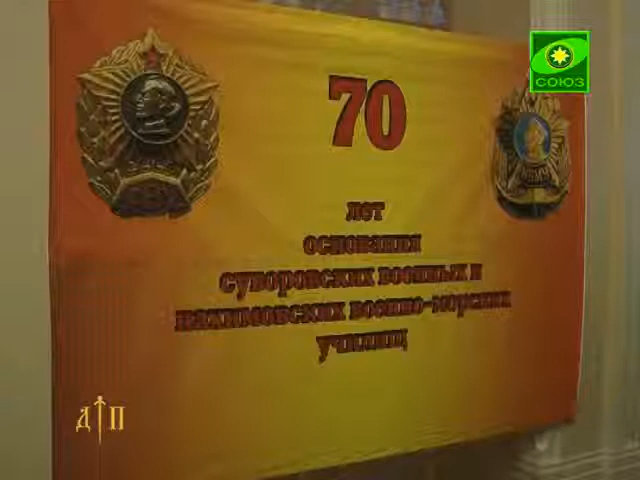 СОЮЗ
70
лет
основания
суворовских военных и
нахимовских военно-морских
училищ
Д П